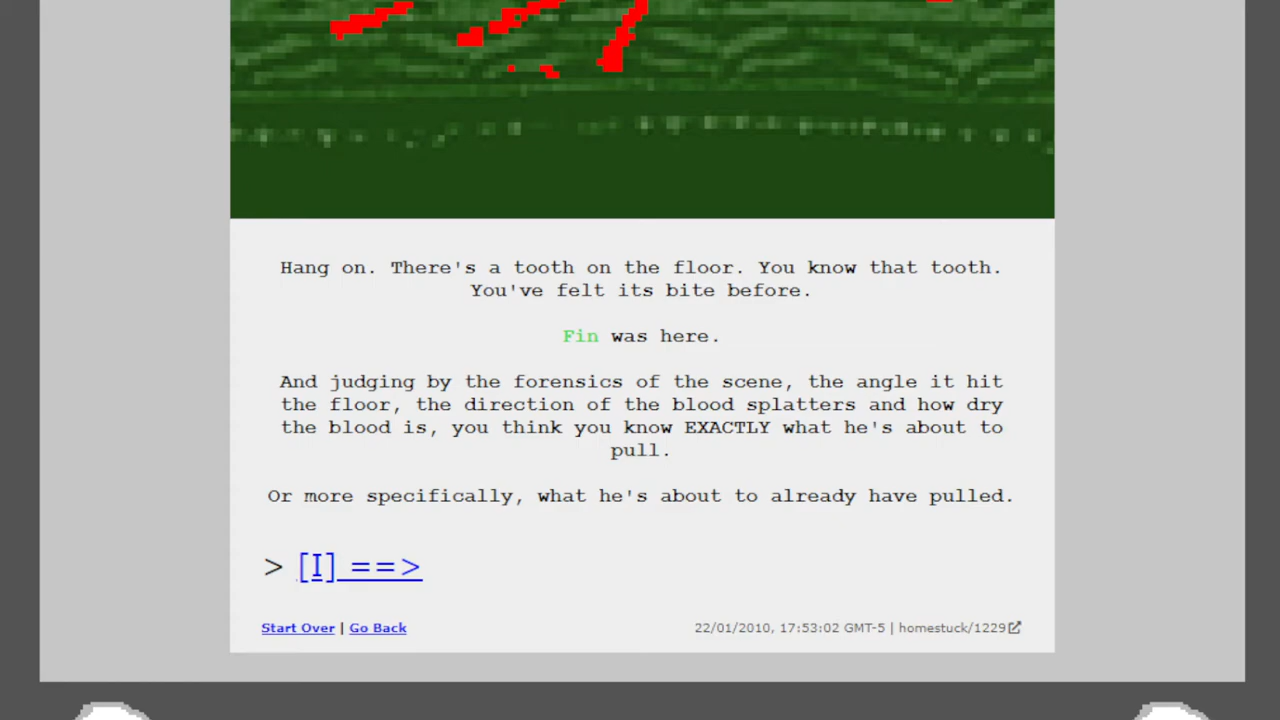 Hang on. There's a tooth on the floor. You know that tooth.
You've felt its bite before.
Fin was here.
And judging by the forensics of the scene, the angle it hit
the floor, the direction of the blood splatters and how dry
the blood is, you think you know EXACTLY what he's about to
pull.
Or more specifically, what he's about to already have pulled.
> [I] ==>
Start Over | Go Back
22/01/2010, 17:53:02 GMT-5 | homestuck/1229